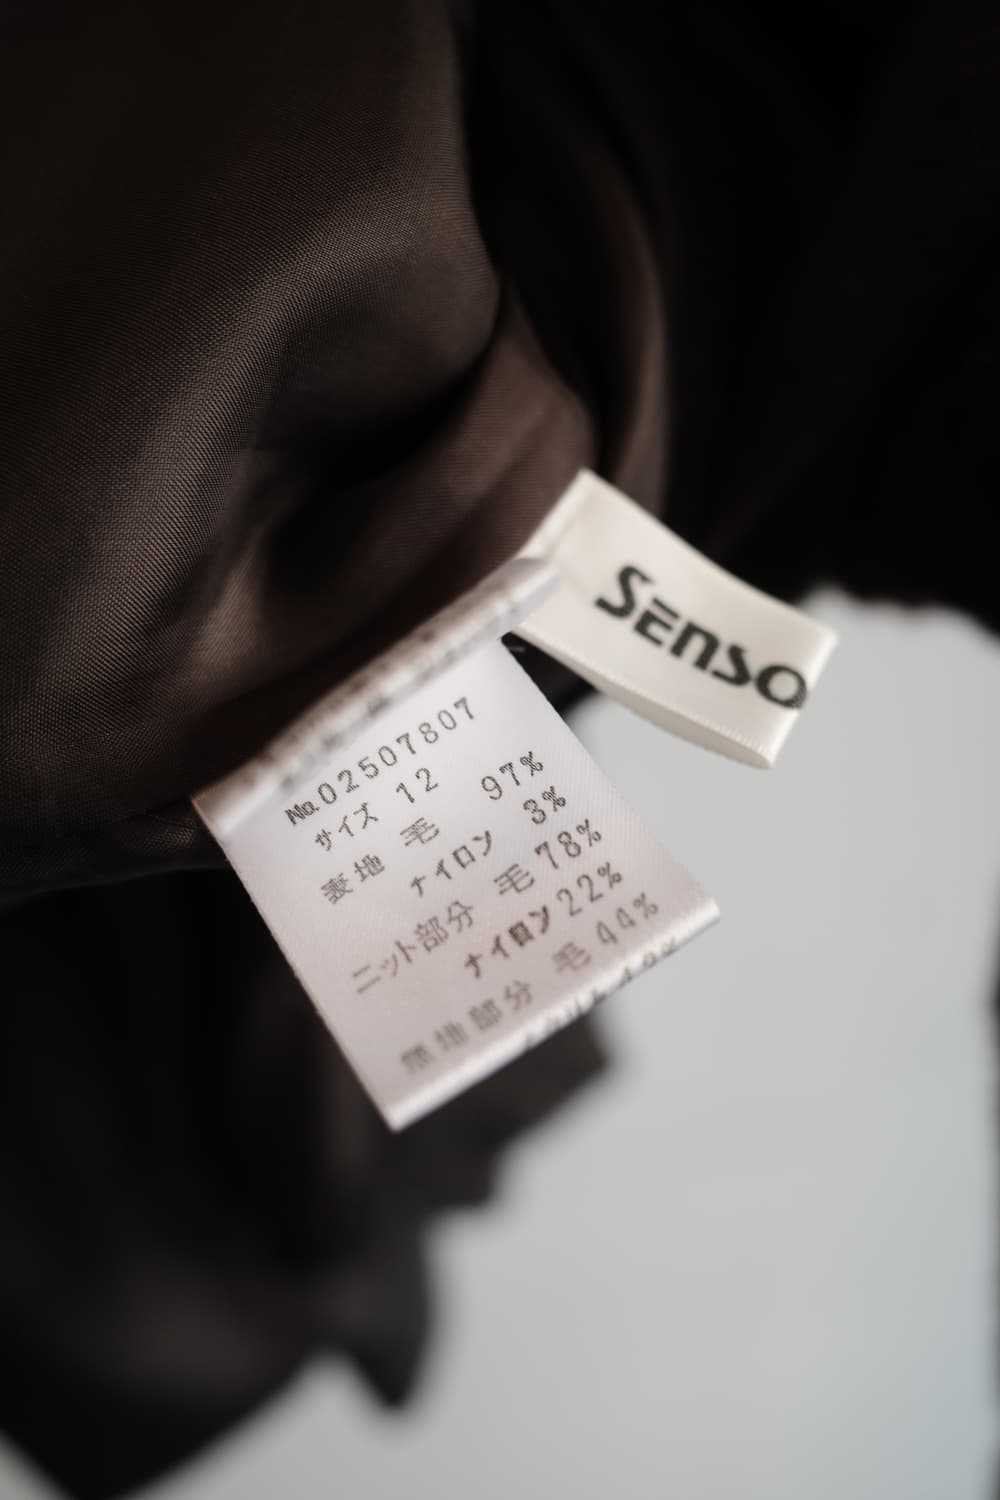 SENSO
No.02507807
サイズ 12
表地 毛 97%
ナイロン 3%
ニット部分 毛 78%
ナイロン 22%
無地部分 毛 44%